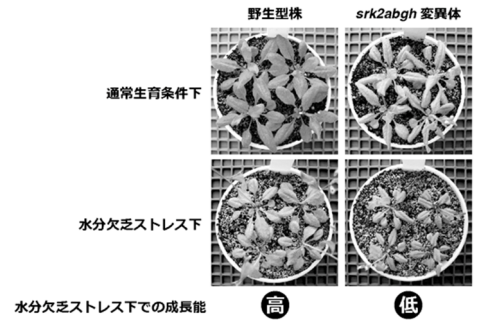 野生型株
srk2abgh 変異体
通常生育条件下
水分欠乏ストレス下
水分欠乏ストレス下での成長能
高
低